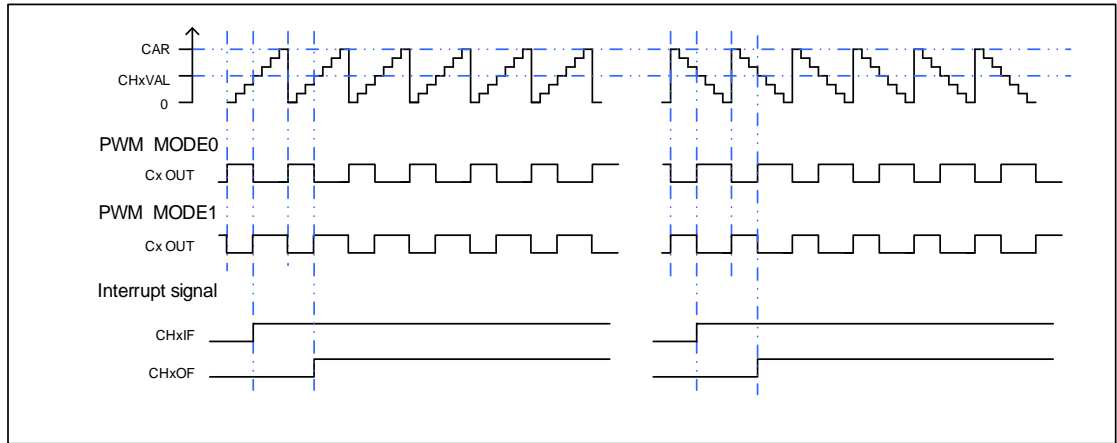 CAR
CHxVAL
0
PWM MODE0
Cx OUT
PWM MODE1
Cx OUT
Interrupt signal
CHxIF
CHxOF